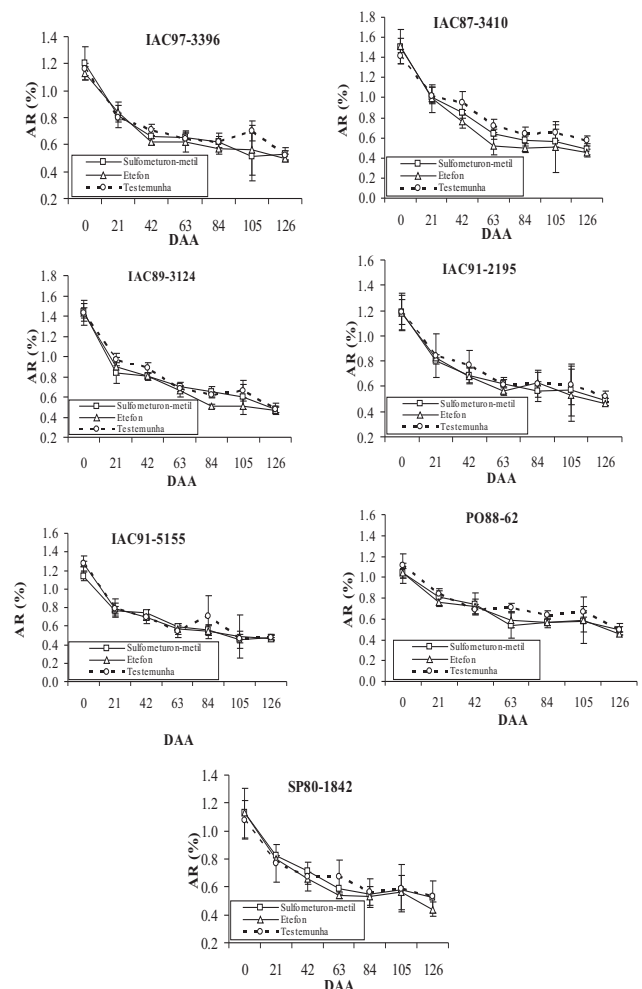 IAC97-3396
AR (%)
1.4
1.2
1.0
0.8
0.6
0.4
0.2
Sulfometuron-metil
Etefon
Testemunha
0 21 42 63 84 105 126
DAA
IAC87-3410
AR (%)
1.8
1.6
1.4
1.2
1.0
0.8
0.6
0.4
0.2
0.0
Sulfometuron-metil
Etefon
Testemunha
0 21 42 63 84 105 126
DAA
IAC89-3124
AR (%)
1.8
1.6
1.4
1.2
1.0
0.8
0.6
0.4
0.2
0.0
Sulfometuron-metil
Etefon
Testemunha
0 21 42 63 84 105 126
DAA
IAC91-2195
AR (%)
1.6
1.4
1.2
1.0
0.8
0.6
0.4
0.2
0.0
Sulfometuron-metil
Etefon
Testemunha
0 21 42 63 84 105 126
DAA
IAC91-5155
AR (%)
1.6
1.4
1.2
1.0
0.8
0.6
0.4
0.2
0.0
Sulfometuron-metil
Etefon
Testemunha
0 21 42 63 84 105 126
DAA
PO88-62
AR (%)
1.6
1.4
1.2
1.0
0.8
0.6
0.4
0.2
0.0
Sulfometuron-metil
Etefon
Testemunha
0 21 42 63 84 105 126
DAA
SP80-1842
AR (%)
1.4
1.2
1.0
0.8
0.6
0.4
0.2
Sulfometuron-metil
Etefon
Testemunha
0 21 42 63 84 105 126
DAA